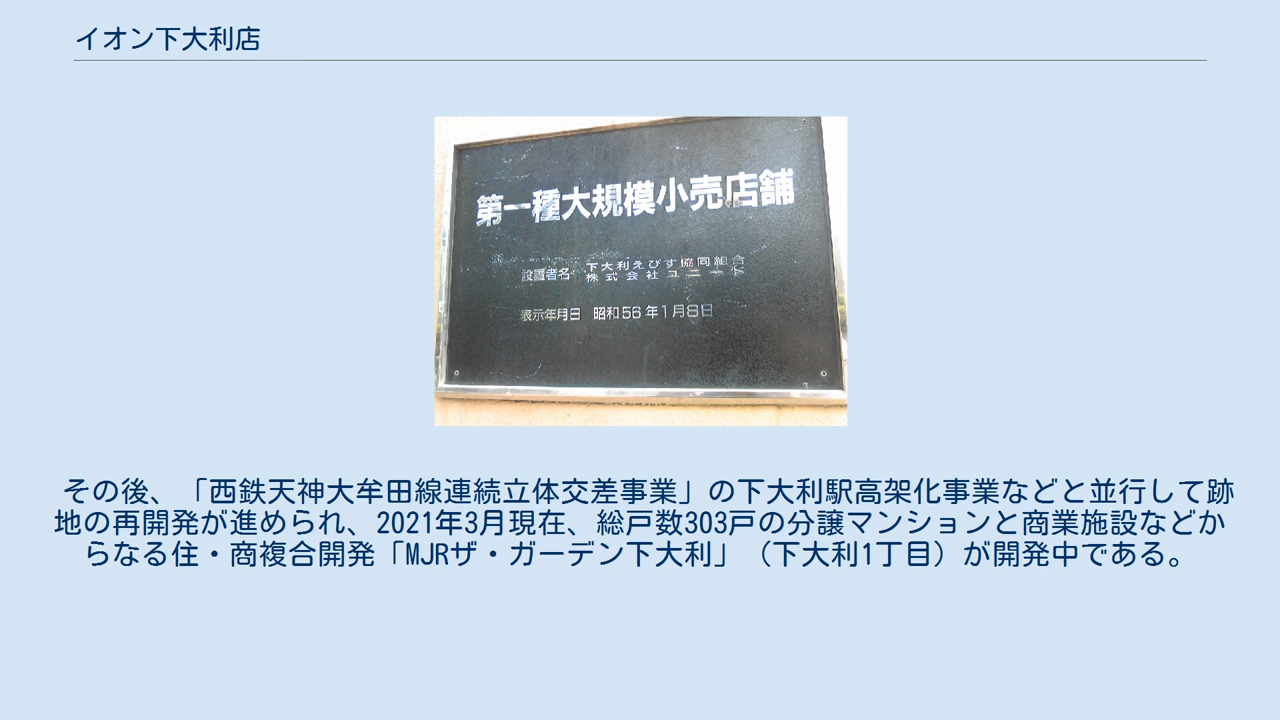 イオン下大利店
第一種大規模小売店舗
設置者名 下大利えびす協同組合
株式会社ユニード
表示年月日 昭和56年1月8日
その後、「西鉄天神大牟田線連続立体交差事業」の下大利駅高架化事業などと並行して跡
地の再開発が進められ、2021年3月現在、総戸数303戸の分譲マンションと商業施設などか
らなる住・商複合開発「MJRザ・ガーデン下大利」（下大利1丁目）が開発中である。